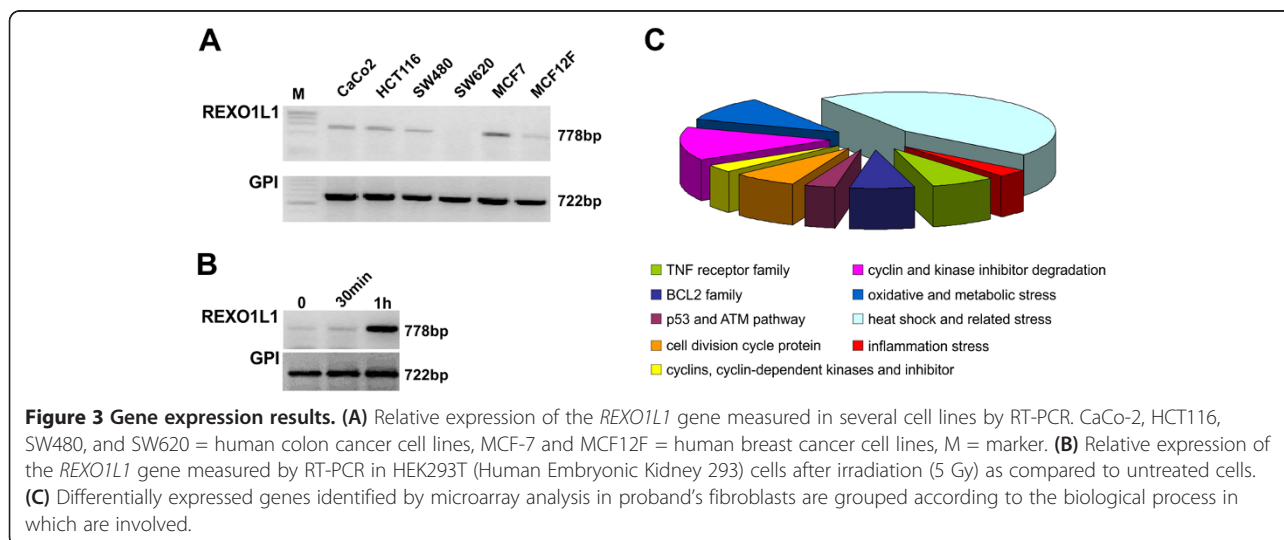 A
CaCo2 HCT116 SW480 SW620 MCF7 MCF12F
M
REXO1L1
778bp
GPI
722bp
B
0 30min 1h
REXO1L1
778bp
GPI
722bp
C
TNF receptor family
BCL2 family
p53 and ATM pathway
cell division cycle protein
cyclins, cyclin-dependent kinases and inhibitor
cyclin and kinase inhibitor degradation
oxidative and metabolic stress
heat shock and related stress
inflammation stress
Figure 3 Gene expression results. (A) Relative expression of the REXO1L1 gene measured in several cell lines by RT-PCR. CaCo-2, HCT116,
SW480, and SW620 = human colon cancer cell lines, MCF-7 and MCF12F = human breast cancer cell lines, M = marker. (B) Relative expression of
the REXO1L1 gene measured by RT-PCR in HEK293T (Human Embryonic Kidney 293) cells after irradiation (5 Gy) as compared to untreated cells.
(C) Differentially expressed genes identified by microarray analysis in proband's fibroblasts are grouped according to the biological process in
which are involved.